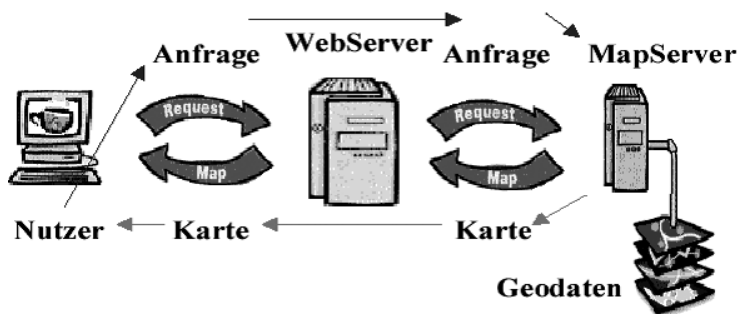 Anfrage WebServer Anfrage MapServer
Request Request
Map Map
Nutzer Karte Karte
Geodaten